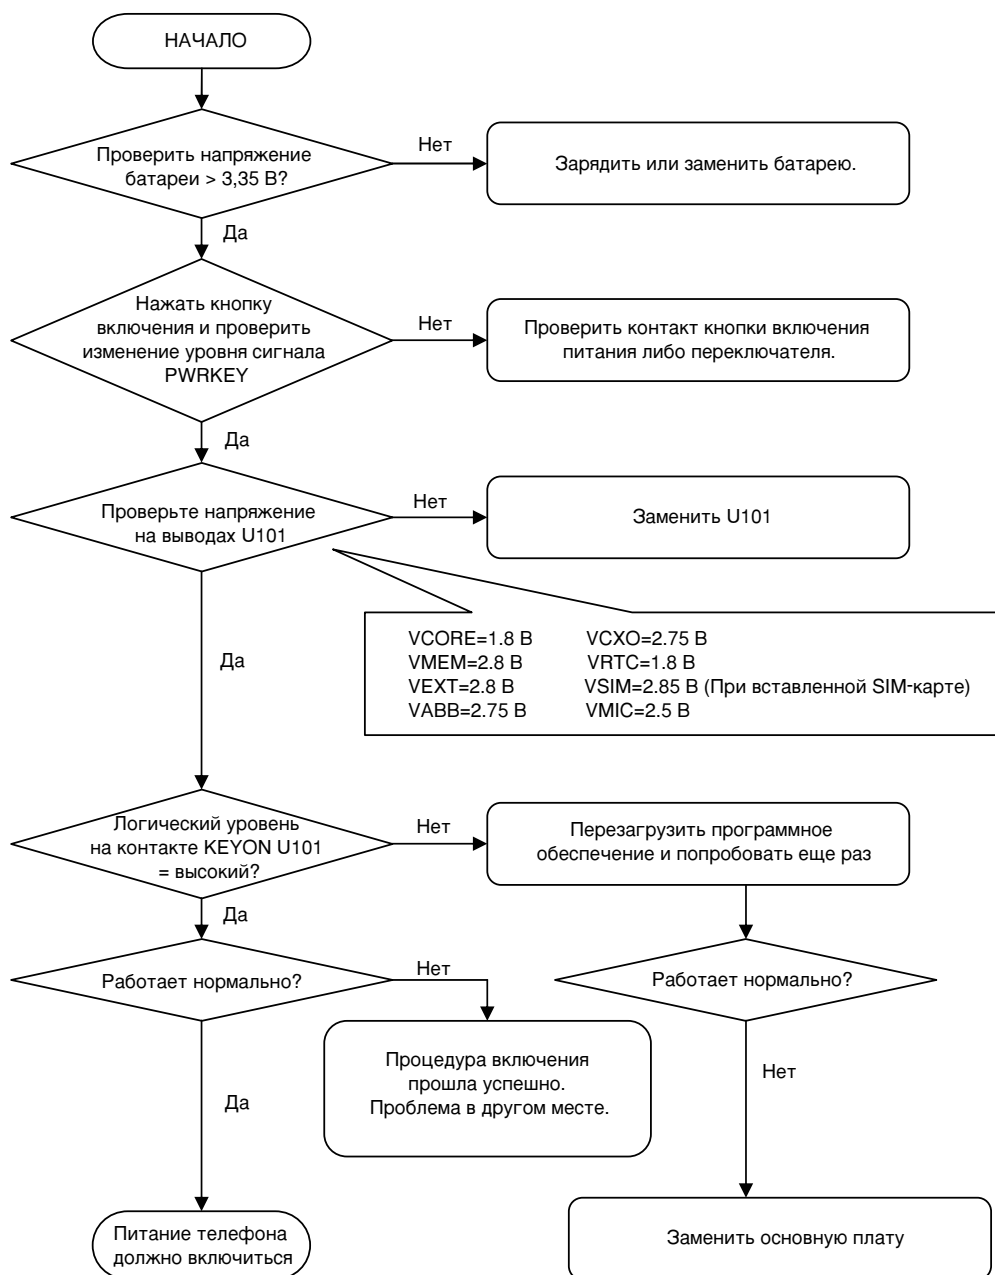 НАЧАЛО
Проверить напряжение
батареи > 3,35 В?
Нет
Зарядить или заменить батарею.
Да
Нажать кнопку
включения и проверить
изменение уровня сигнала
PWRKEY
Нет
Проверить контакт кнопки включения
питания либо переключателя.
Да
Проверьте напряжение
на выводах U101
Нет
Заменить U101
VCORE=1.8 В VCXO=2.75 В
VMEM=2.8 В VRTC=1.8 В
VEXT=2.8 В VSIM=2.85 В (При вставленной SIM-карте)
VABB=2.75 В VMIC=2.5 В
Да
Логический уровень
на контакте KEYON U101
= высокий?
Нет
Перезагрузить программное
обеспечение и попробовать еще раз
Да
Работает нормально?
Нет
Работает нормально?
Процедура включения
прошла успешно.
Проблема в другом месте.
Нет
Да
Питание телефона
должно включиться
Заменить основную плату